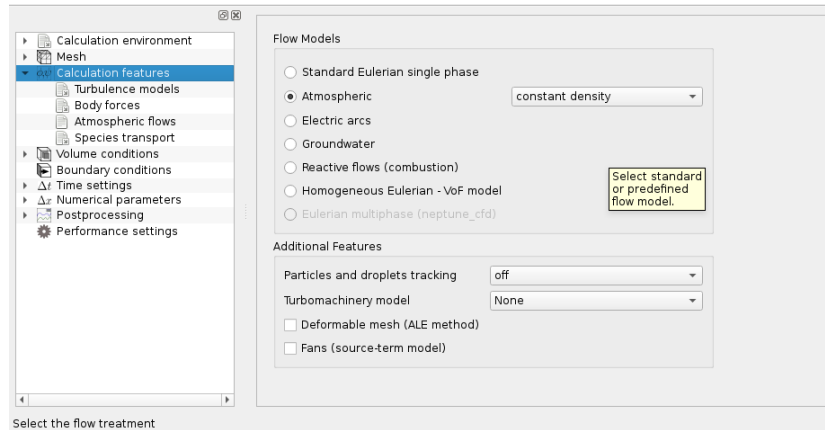 Calculation environment
Mesh
Calculation features
Turbulence models
Body forces
Atmospheric flows
Species transport
Volume conditions
Boundary conditions
Δt Time settings
Δx Numerical parameters
Postprocessing
Performance settings
Flow Models
Standard Eulerian single phase
Atmospheric constant density
Electric arcs
Groundwater
Reactive flows (combustion)
Homogeneous Eulerian - VoF model
Eulerian multiphase (neptune_cfd)
Select standard
or predefined
flow model.
Additional Features
Particles and droplets tracking off
Turbomachinery model None
Deformable mesh (ALE method)
Fans (source-term model)
Select the flow treatment